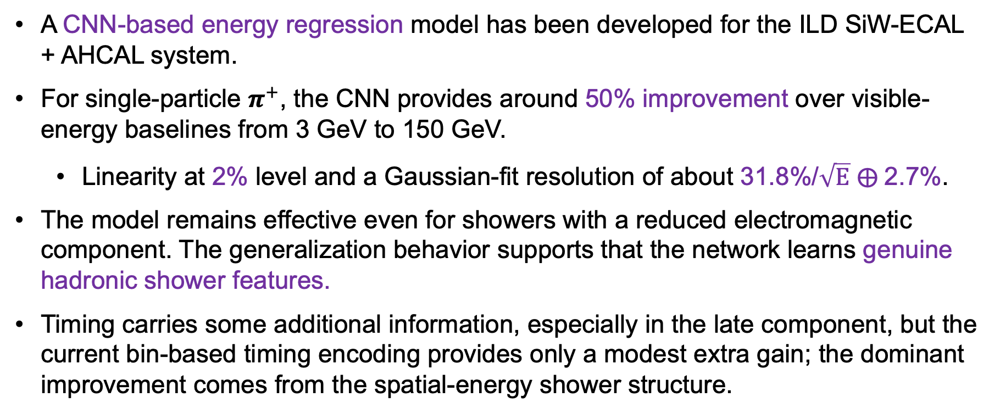 • A CNN-based energy regression model has been developed for the ILD SiW-ECAL
+ AHCAL system.
• For single-particle π⁺, the CNN provides around 50% improvement over visible-
energy baselines from 3 GeV to 150 GeV.
• Linearity at 2% level and a Gaussian-fit resolution of about 31.8%/√E ⊕ 2.7%.
• The model remains effective even for showers with a reduced electromagnetic
component. The generalization behavior supports that the network learns genuine
hadronic shower features.
• Timing carries some additional information, especially in the late component, but the
current bin-based timing encoding provides only a modest extra gain; the dominant
improvement comes from the spatial-energy shower structure.